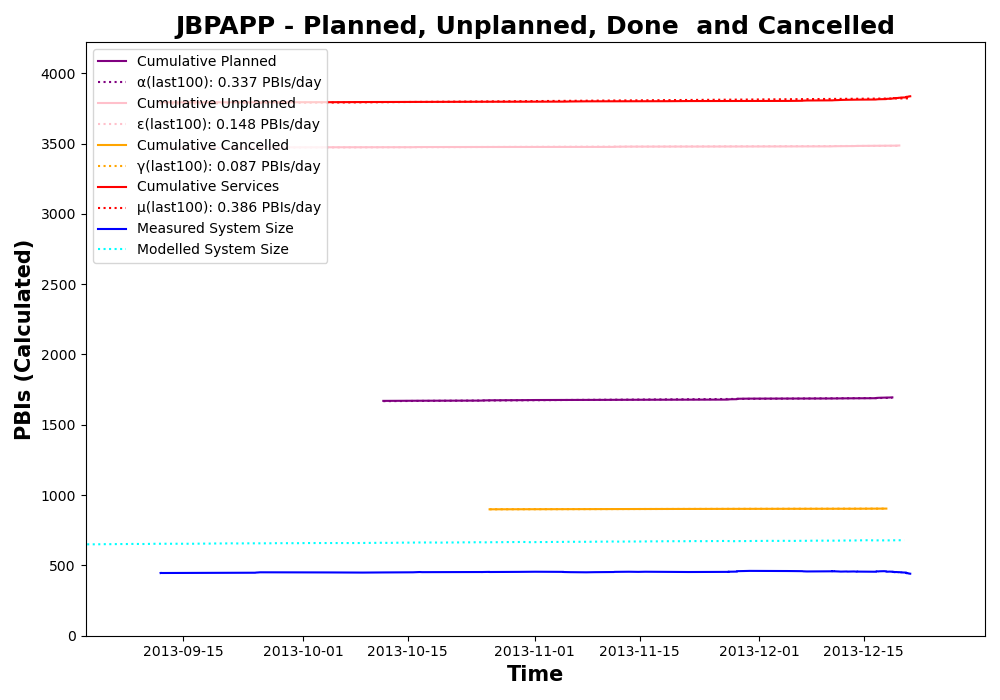 JBPAPP - Planned, Unplanned, Done  and Cancelled
PBIs (Calculated)
4000
3500
3000
2500
2000
1500
1000
500
0
Cumulative Planned
α(last100): 0.337 PBIs/day
Cumulative Unplanned
ε(last100): 0.148 PBIs/day
Cumulative Cancelled
γ(last100): 0.087 PBIs/day
Cumulative Services
μ(last100): 0.386 PBIs/day
Measured System Size
Modelled System Size
2013-09-15 2013-10-01 2013-10-15 2013-11-01 2013-11-15 2013-12-01 2013-12-15
Time